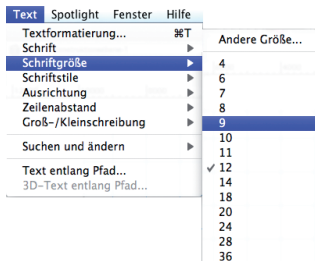 Text Spotlight Fenster Hilfe
Textformatierung... ⌘T
Schrift
Schriftgröße
Schriftstile
Ausrichtung
Zeilenabstand
Groß-/Kleinschreibung
Suchen und ändern
Text entlang Pfad...
3D-Text entlang Pfad...
Andere Größe...
4
6
7
8
9
10
11
✓ 12
14
18
20
24
28
36